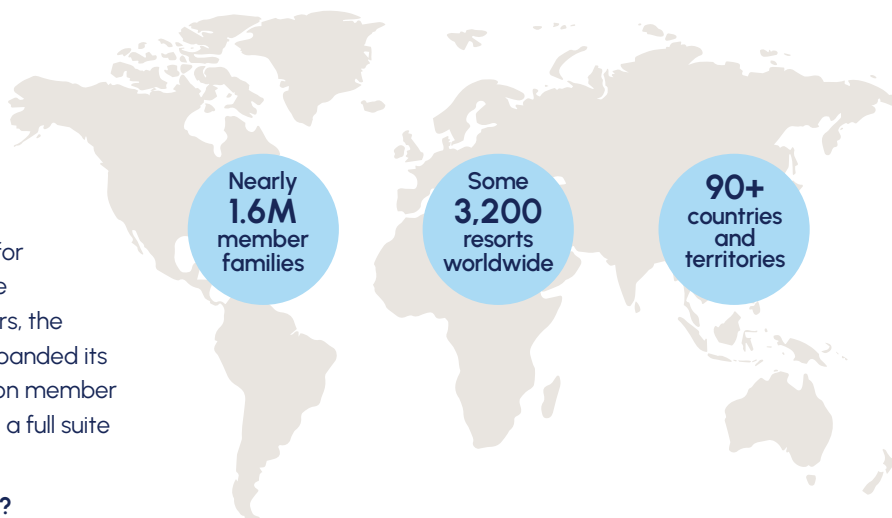 for
e
rs, the
panded its
on member
a full suite
?
Nearly
1.6M
member
families
Some
3,200
resorts
worldwide
90+
countries
and
territories